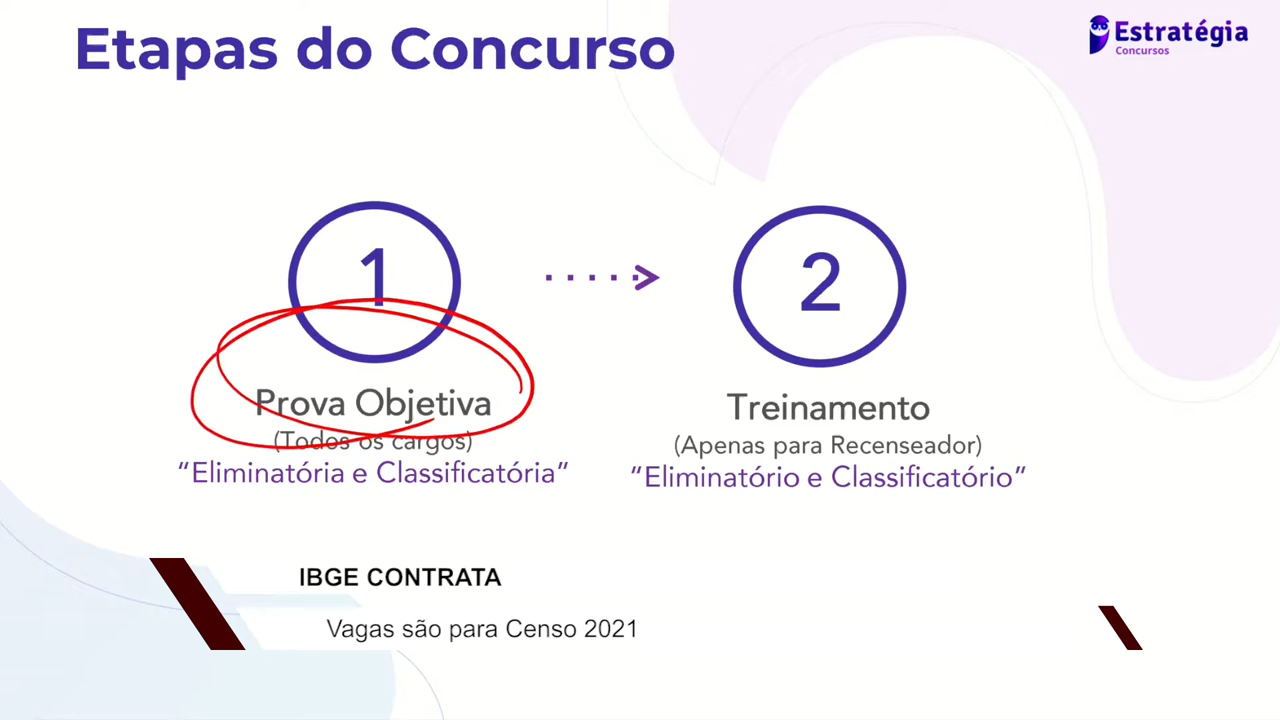 Etapas do Concurso
Estratégia
Concursos
1
2
Prova Objetiva
(Todos os cargos)
“Eliminatória e Classificatória”
Treinamento
(Apenas para Recenseador)
“Eliminatório e Classificatório”
IBGE CONTRATA
Vagas são para Censo 2021